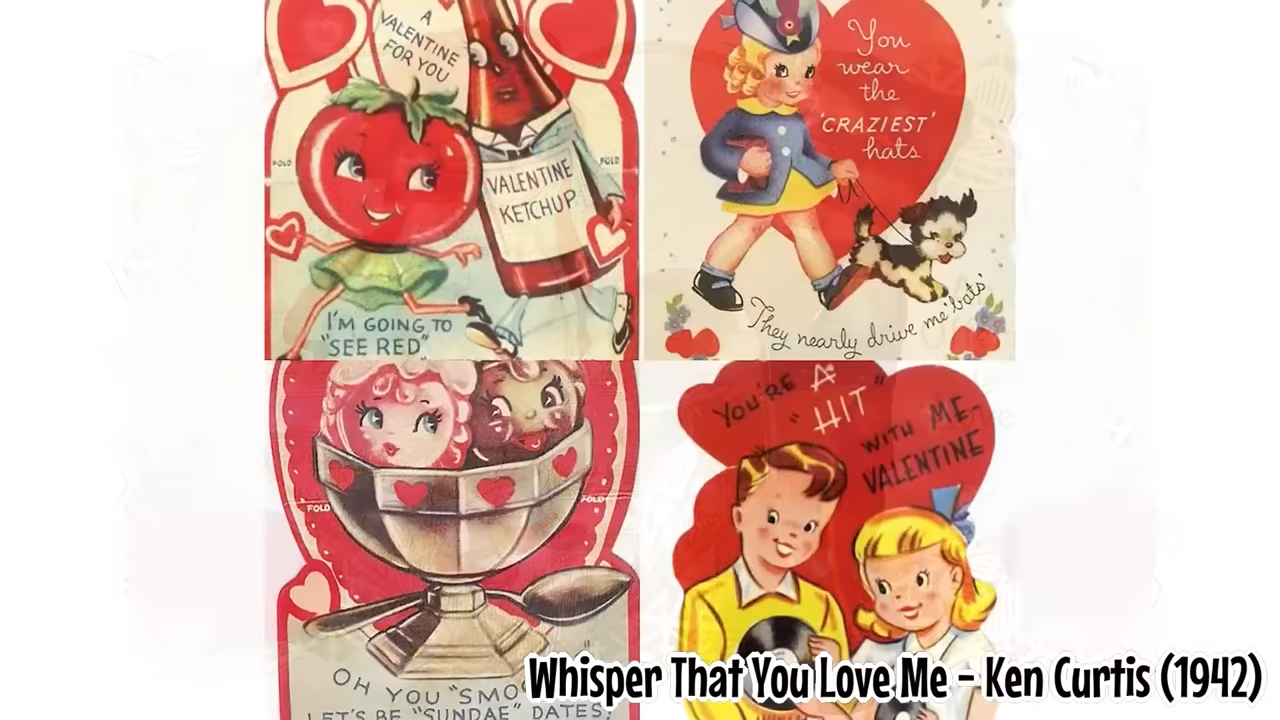 A
VALENTINE
FOR YOU
FOLD
FOLD
VALENTINE
KETCHUP
I'M GOING TO
"SEE RED"
You
wear
the
'CRAZIEST'
hats
They nearly drive me 'bats'
FOLD
FOLD
OH YOU "SMO
LET'S BE "SUNDAE" DATES!
YOU'RE A
"HIT"
WITH ME,
VALENTINE
Whisper That You Love Me - Ken Curtis (1942)